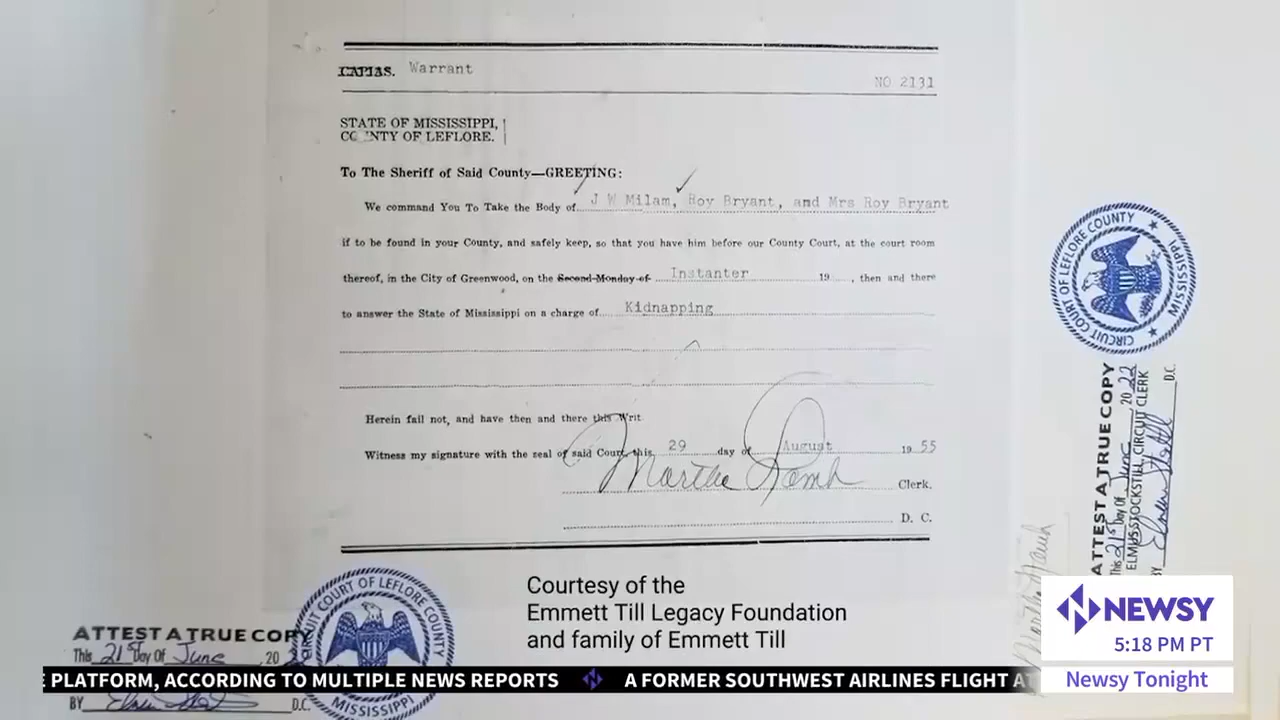 CAPIAS. Warrant
NO 2131
STATE OF MISSISSIPPI,
COUNTY OF LEFLORE.
To The Sheriff of Said County—GREETING:
We command You To Take the Body of J W Milam, Roy Bryant, and Mrs Roy Bryant
if to be found in your County, and safely keep, so that you have him before our County Court, at the court room
thereof, in the City of Greenwood, on the Second Monday of Instanter 19 , then and there
to answer the State of Mississippi on a charge of Kidnapping
Herein fail not, and have then and there this Writ
Witness my signature with the seal of said Court, this 29 day of August 19 55
Martha Lamb Clerk.
D. C.
CIRCUIT COURT OF LEFLORE COUNTY
MISSISSIPPI
ATTEST A TRUE COPY
This 21st Day Of June 2022
ELMUS STOCKSTILL, CIRCUIT CLERK
BY D.C.
Martha Lamb
Courtesy of the
Emmett Till Legacy Foundation
and family of Emmett Till
CIRCUIT COURT OF LEFLORE COUNTY
MISSISSIPPI
ATTEST A TRUE COPY
This 21st Day Of June, 20
BY D.C.
NEWSY
5:18 PM PT
Newsy Tonight
PLATFORM, ACCORDING TO MULTIPLE NEWS REPORTS A FORMER SOUTHWEST AIRLINES FLIGHT